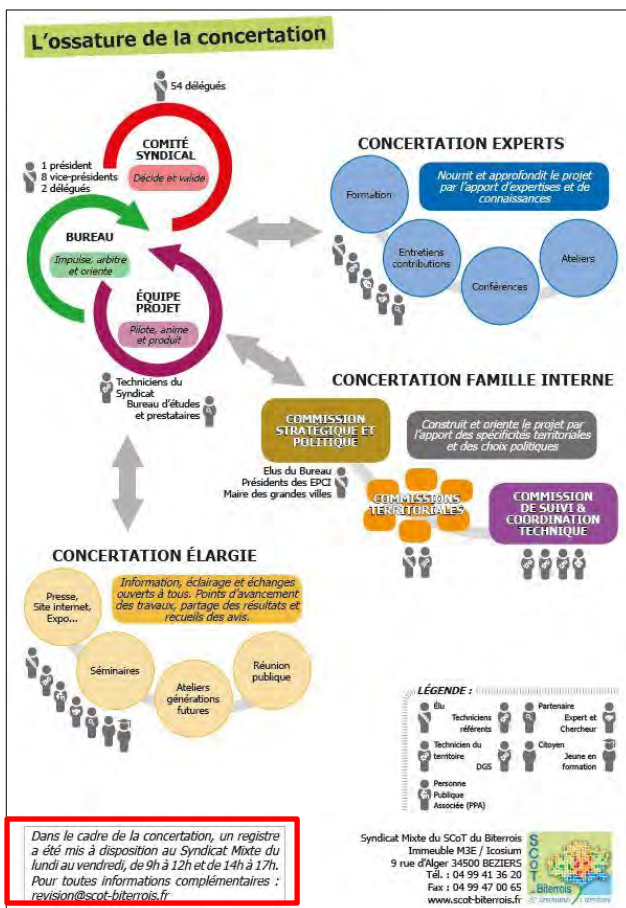 L'ossature de la concertation
54 délégués
COMITÉ
SYNDICAL
Décide et valide
1 président
8 vice-présidents
2 délégués
BUREAU
Impulse, arbitre
et oriente
ÉQUIPE
PROJET
Pilote, anime
et produit
Techniciens du
Syndicat
Bureau d'études
et prestataires
CONCERTATION EXPERTS
Nourrit et approfondit le projet
par l'apport d'expertises et de
connaissances
Formation
Entretiens
contributions
Conférences
Ateliers
CONCERTATION FAMILLE INTERNE
COMMISSION
STRATÉGIQUE ET
POLITIQUE
Construit et oriente le projet par
l'apport des spécificités territoriales
et des choix politiques
Elus du Bureau
Présidents des EPCI
Maire des grandes villes
COMMISSIONS
TERRITORIALES
COMMISSION
DE SUIVI &
COORDINATION
TECHNIQUE
CONCERTATION ÉLARGIE
Information, éclairage et échanges
ouverts à tous. Points d'avancement
des travaux, partage des résultats et
recueils des avis.
Presse,
Site internet,
Expo...
Séminaires
Ateliers
générations
futures
Réunion
publique
LÉGENDE :
Élu
Techniciens
référents
Partenaire
Expert et
Chercheur
Technicien du
territoire
DGS
Citoyen
Jeune en
formation
Personne
Publique
Associée (PPA)
Dans le cadre de la concertation, un registre
a été mis à disposition au Syndicat Mixte du
lundi au vendredi, de 9h à 12h et de 14h à 17h.
Pour toutes informations complémentaires :
revision@scot-biterrois.fr
Syndicat Mixte du SCoT du Biterrois
Immeuble M3E / Icosium
9 rue d'Alger 34500 BEZIERS
Tél. : 04 99 41 36 20
Fax : 04 99 47 00 65
www.scot-biterrois.fr
SCoT
Biterrois